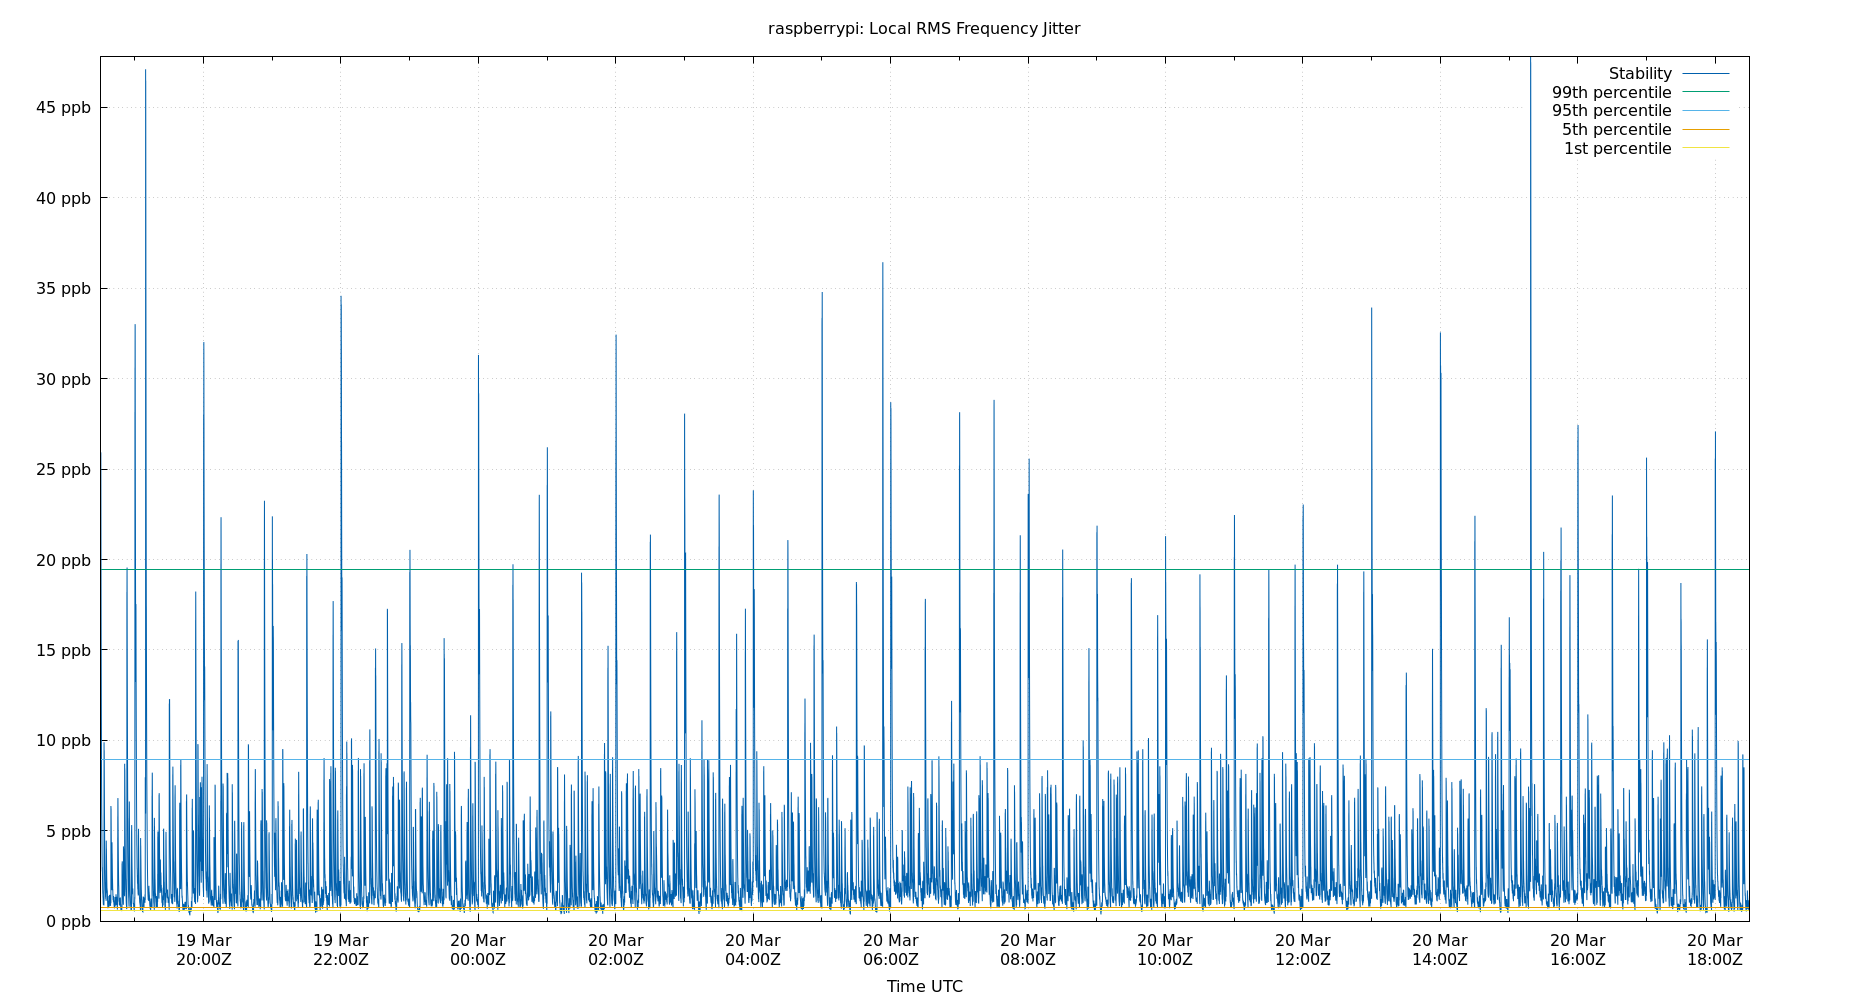 raspberrypi: Local RMS Frequency Jitter
Stability
99th percentile
95th percentile
5th percentile
1st percentile
45 ppb
40 ppb
35 ppb
30 ppb
25 ppb
20 ppb
15 ppb
10 ppb
5 ppb
0 ppb
19 Mar 19 Mar 20 Mar 20 Mar 20 Mar 20 Mar 20 Mar 20 Mar 20 Mar 20 Mar 20 Mar 20 Mar
20:00Z 22:00Z 00:00Z 02:00Z 04:00Z 06:00Z 08:00Z 10:00Z 12:00Z 14:00Z 16:00Z 18:00Z
Time UTC